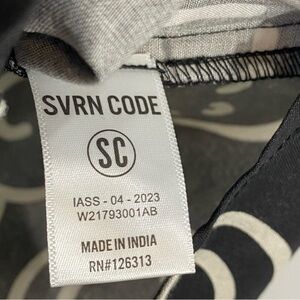 SVRN CODE
SC
IASS - 04 - 2023
W21793001AB
MADE IN INDIA
RN#126313